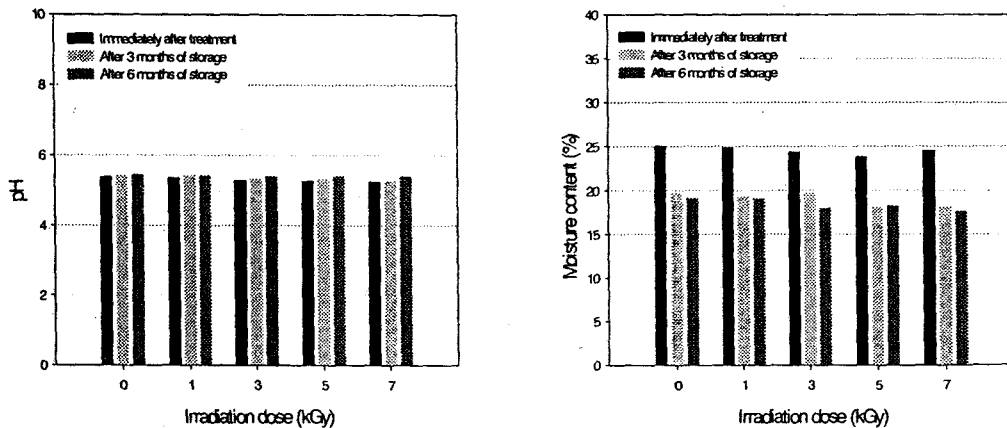 10
8
6
4
2
0
pH
Immediately after treatment
After 3 months of storage
After 6 months of storage
0 1 3 5 7
Irradiation dose (kGy)
40
35
30
25
20
15
10
5
0
Moisture content (%)
Immediately after treatment
After 3 months of storage
After 6 months of storage
0 1 3 5 7
Irradiation dose (kGy)